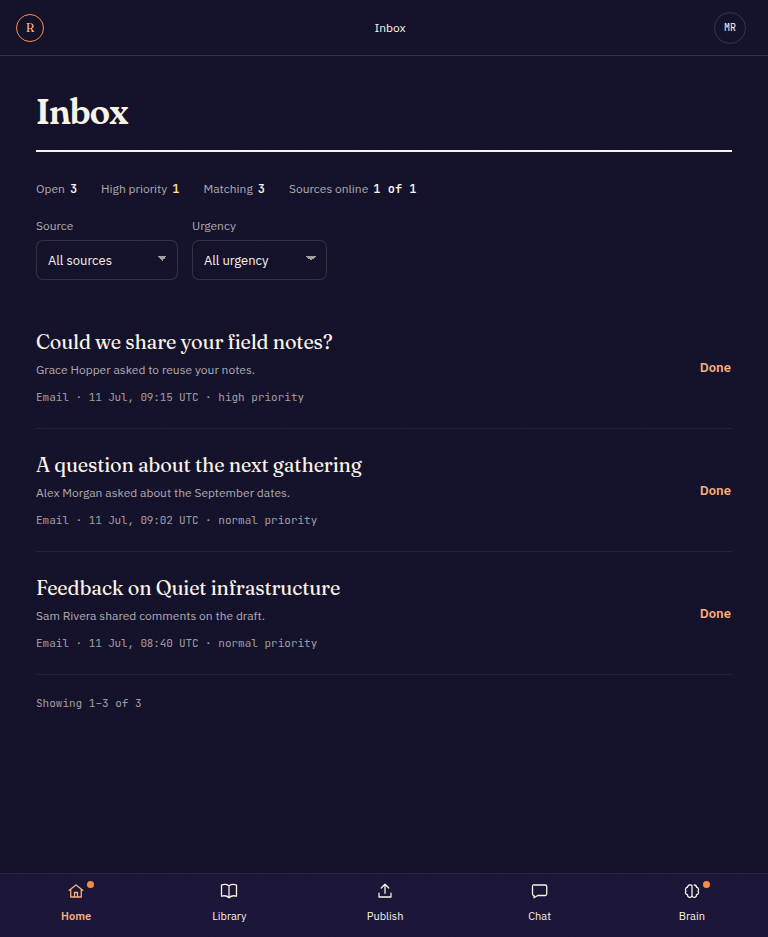 R
Inbox
MR
Inbox
Open 3 High priority 1 Matching 3 Sources online 1 of 1
Source Urgency
All sources All urgency
Could we share your field notes?
Grace Hopper asked to reuse your notes.
Done
Email · 11 Jul, 09:15 UTC · high priority
A question about the next gathering
Alex Morgan asked about the September dates.
Done
Email · 11 Jul, 09:02 UTC · normal priority
Feedback on Quiet infrastructure
Sam Rivera shared comments on the draft.
Done
Email · 11 Jul, 08:40 UTC · normal priority
Showing 1–3 of 3
Home Library Publish Chat Brain